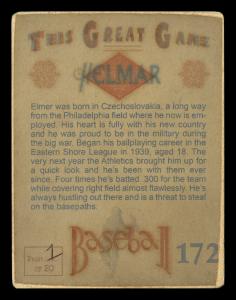 THIS GREAT GAME
HELMAR
Elmer was born in Czechoslovakia, a long way
from the Philadelphia field where he now is em-
ployed. His heart is fully with his new country
and he was proud to be in the military during
the big war. Began his ballplaying career in the
Eastern Shore League in 1939, aged 18. The
very next year the Athletics brought him up for
a quick look and he's been with them ever
since. Four times he's batted .300 for the team
while covering right field almost flawlessly. He's
always hustling out there and is a threat to steal
on the basepaths.
Baseball
172
1
OF 20